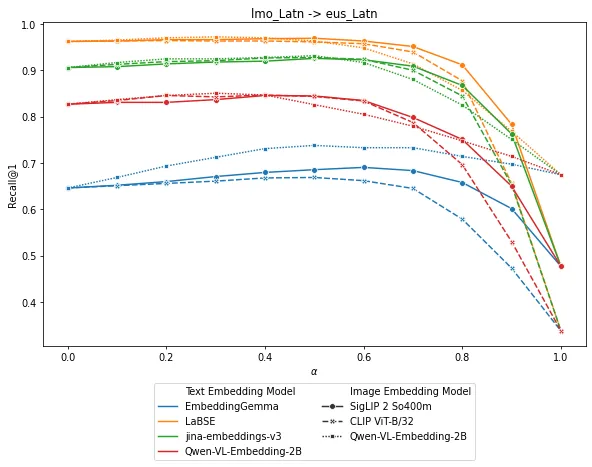 lmo_Latn -> eus_Latn
1.0
0.9
0.8
0.7
0.6
0.5
0.4
Recall@1
0.0 0.2 0.4 0.6 0.8 1.0
α
Text Embedding Model Image Embedding Model
EmbeddingGemma SigLIP 2 So400m
LaBSE CLIP ViT-B/32
jina-embeddings-v3 Qwen-VL-Embedding-2B
Qwen-VL-Embedding-2B